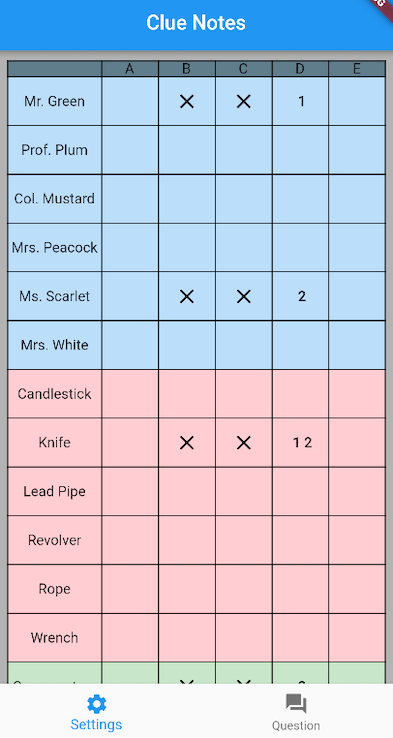 Clue Notes
A B C D E
Mr. Green 1
Prof. Plum
Col. Mustard
Mrs. Peacock
Ms. Scarlet 2
Mrs. White
Candlestick
Knife 1 2
Lead Pipe
Revolver
Rope
Wrench
Settings
Question